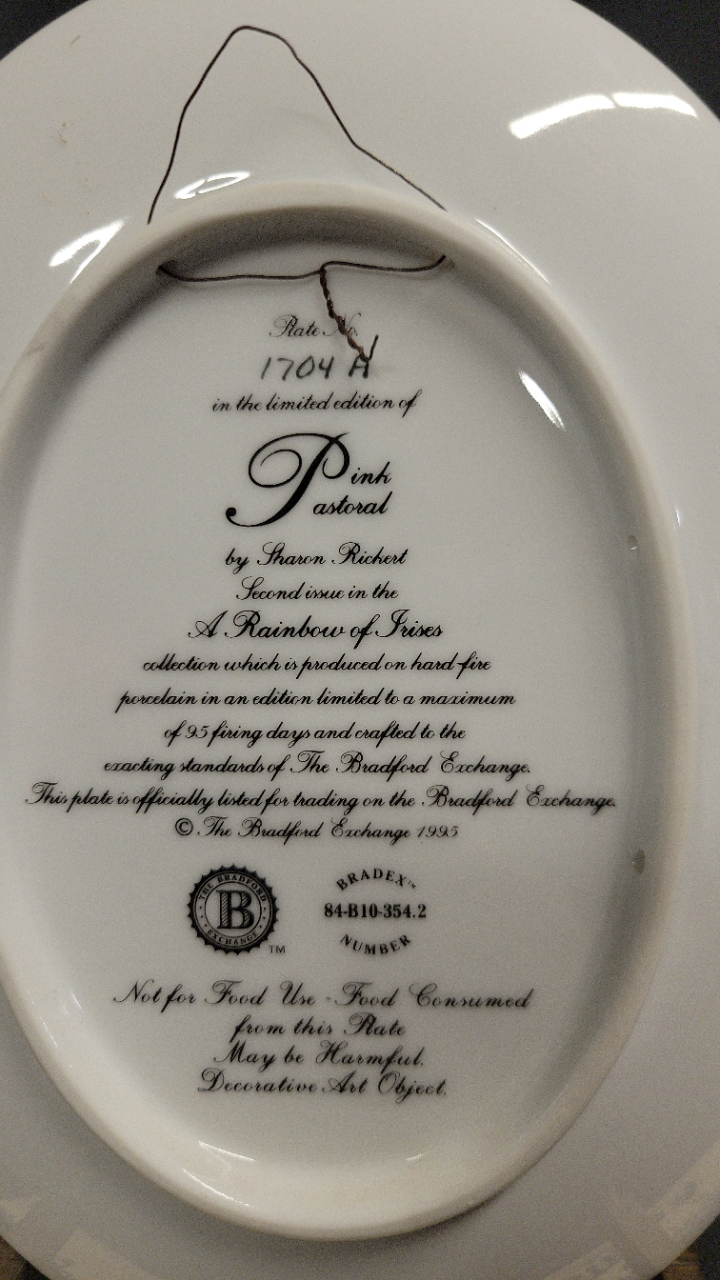 Plate No.
1704 A
in the limited edition of
Pink
Pastoral
by Sharon Rickert
Second issue in the
A Rainbow of Irises
collection which is produced on hard-fire
porcelain in an edition limited to a maximum
of 95 firing days and crafted to the
exacting standards of The Bradford Exchange.
This plate is officially listed for trading on the Bradford Exchange.
© The Bradford Exchange 1995
THE BRADFORD
B
EXCHANGE
TM
BRADEX™
84-B10-354.2
NUMBER
Not for Food Use - Food Consumed
from this Plate
May be Harmful.
Decorative Art Object.